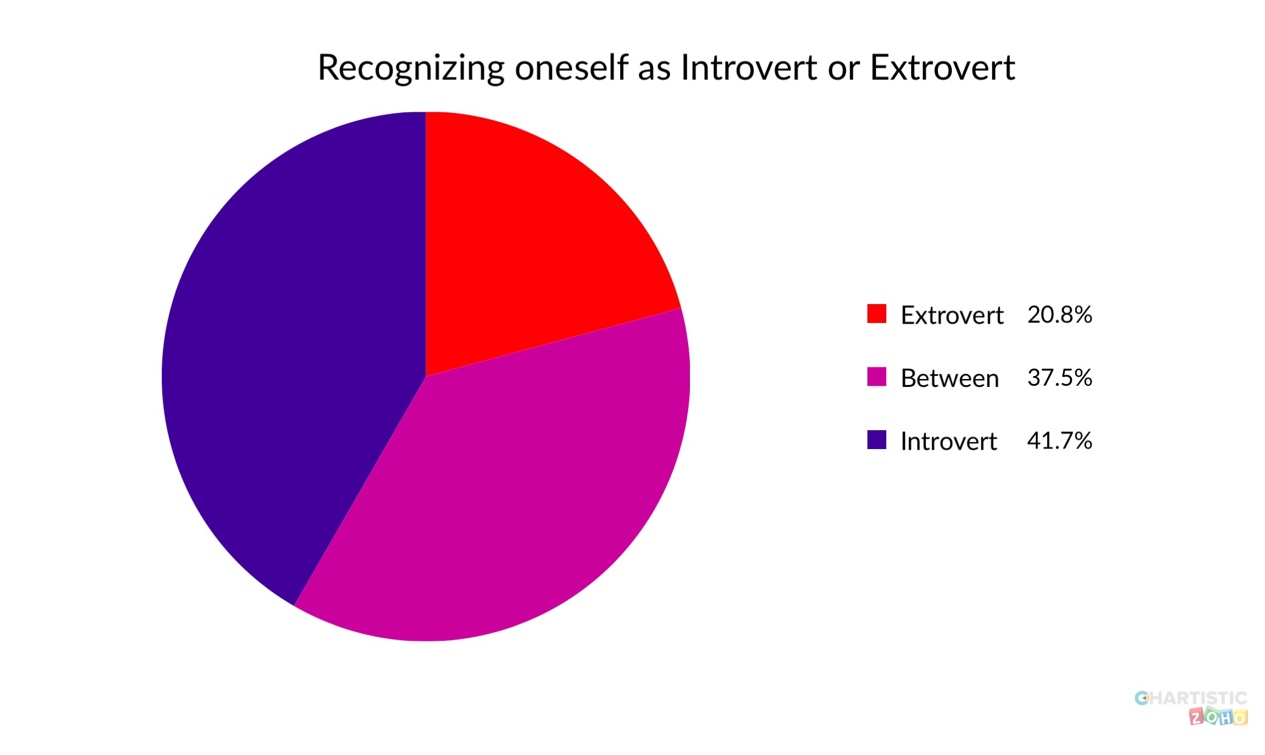 Recognizing oneself as Introvert or Extrovert
Extrovert 20.8%
Between 37.5%
Introvert 41.7%
CHARTISTIC
ZOHO